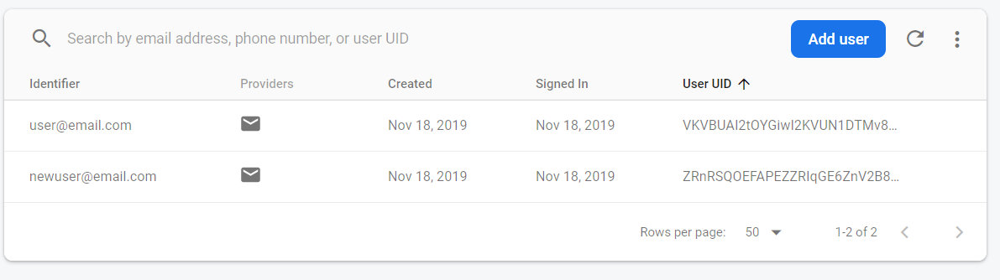 Search by email address, phone number, or user UID
Add user
Identifier Providers Created Signed In User UID
user@email.com Nov 18, 2019 Nov 18, 2019 VKVBUAI2tOYGiwI2KVUN1DTMv8...
newuser@email.com Nov 18, 2019 Nov 18, 2019 ZRnRSQOEFAPEZZRIqGE6ZnV2B8...
Rows per page: 50 1-2 of 2